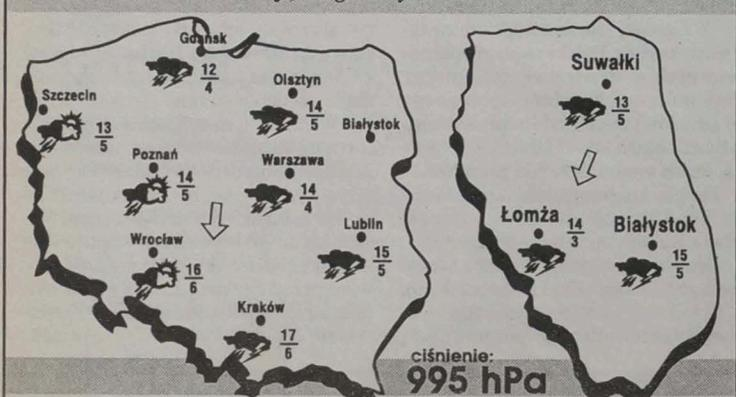 Gdańsk
12
4
Szczecin
13
5
Olsztyn
14
5
Białystok
Poznań
14
5
Warszawa
14
4
Wrocław
16
6
Lublin
15
5
Kraków
17
6
Suwałki
13
5
Łomża
14
3
Białystok
15
5
ciśnienie:
995 hPa